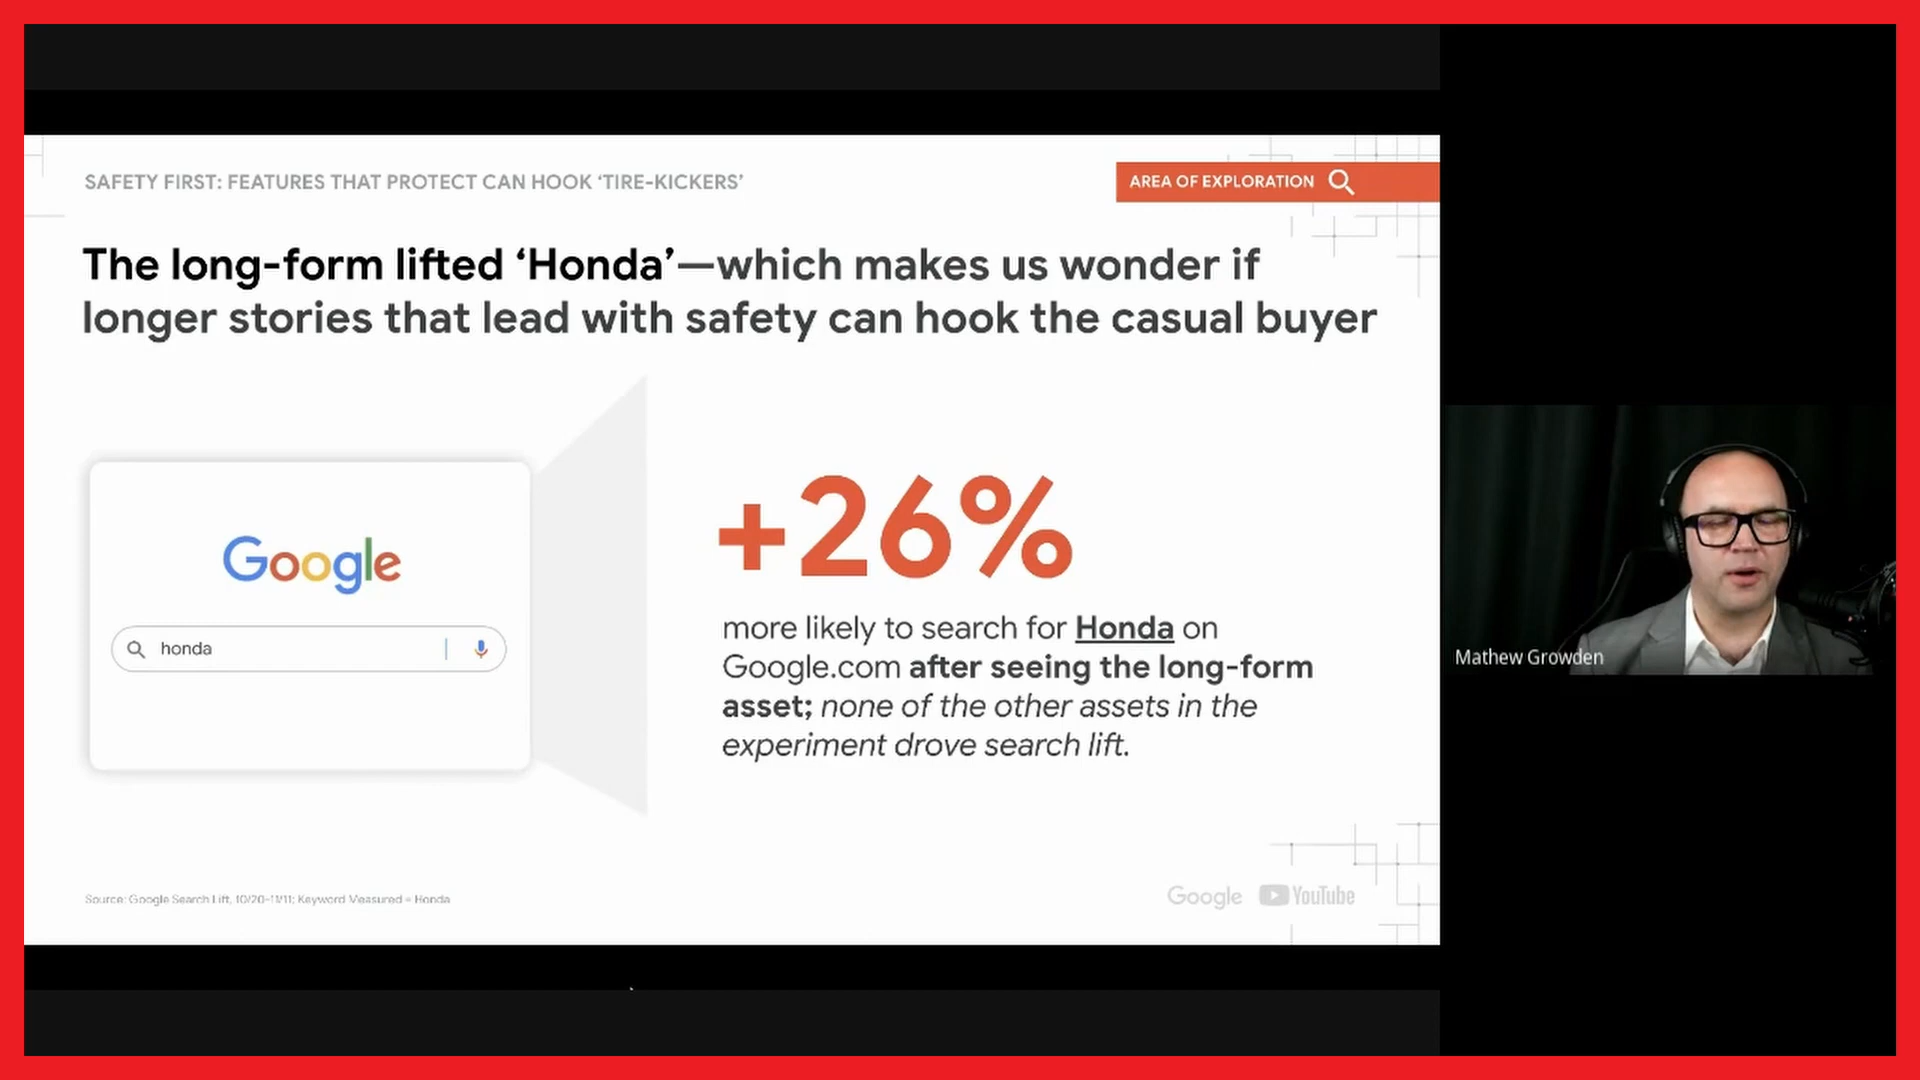 SAFETY FIRST: FEATURES THAT PROTECT CAN HOOK ‘TIRE-KICKERS’
AREA OF EXPLORATION
The long-form lifted ‘Honda’—which makes us wonder if
longer stories that lead with safety can hook the casual buyer
Google
honda
+26%
more likely to search for Honda on
Google.com after seeing the long-form
asset; none of the other assets in the
experiment drove search lift.
Mathew Growden
Source: Google Search Lift, 10/20-11/11; Keyword Measured = Honda
Google YouTube